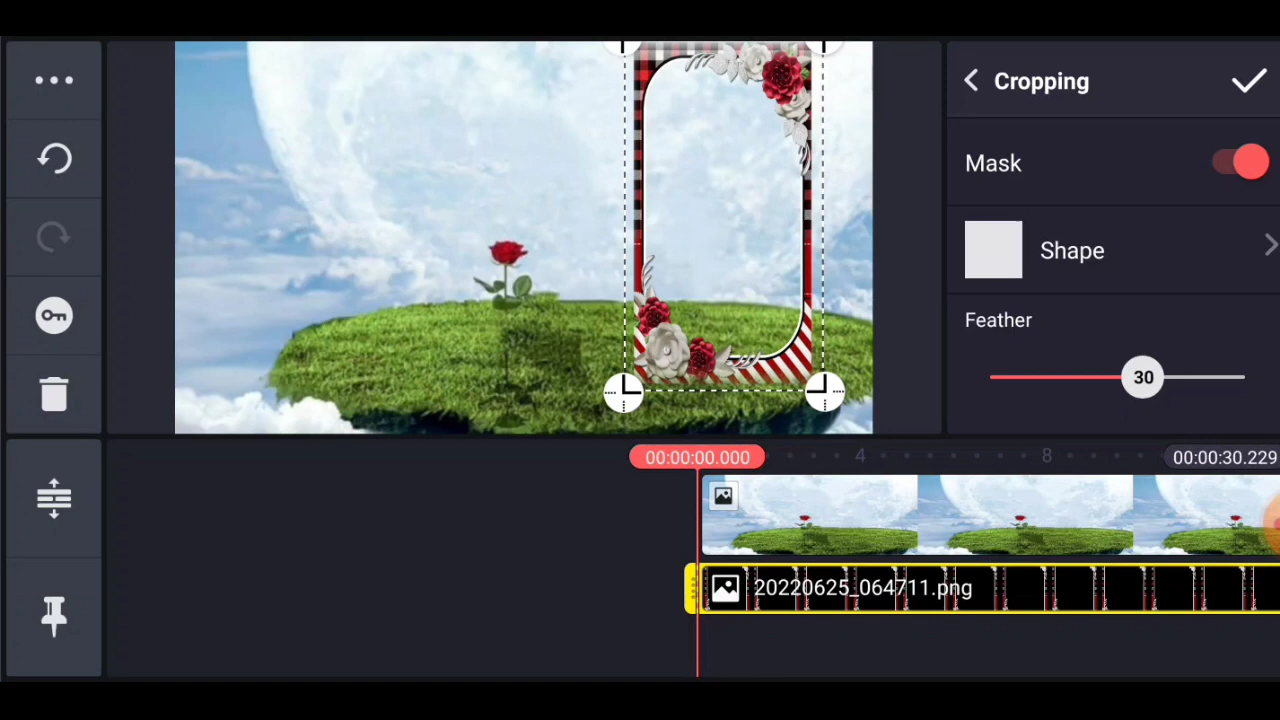 Cropping
Mask
Shape
Feather
30
00:00:00.000
4
8
00:00:30.229
20220625_064711.png